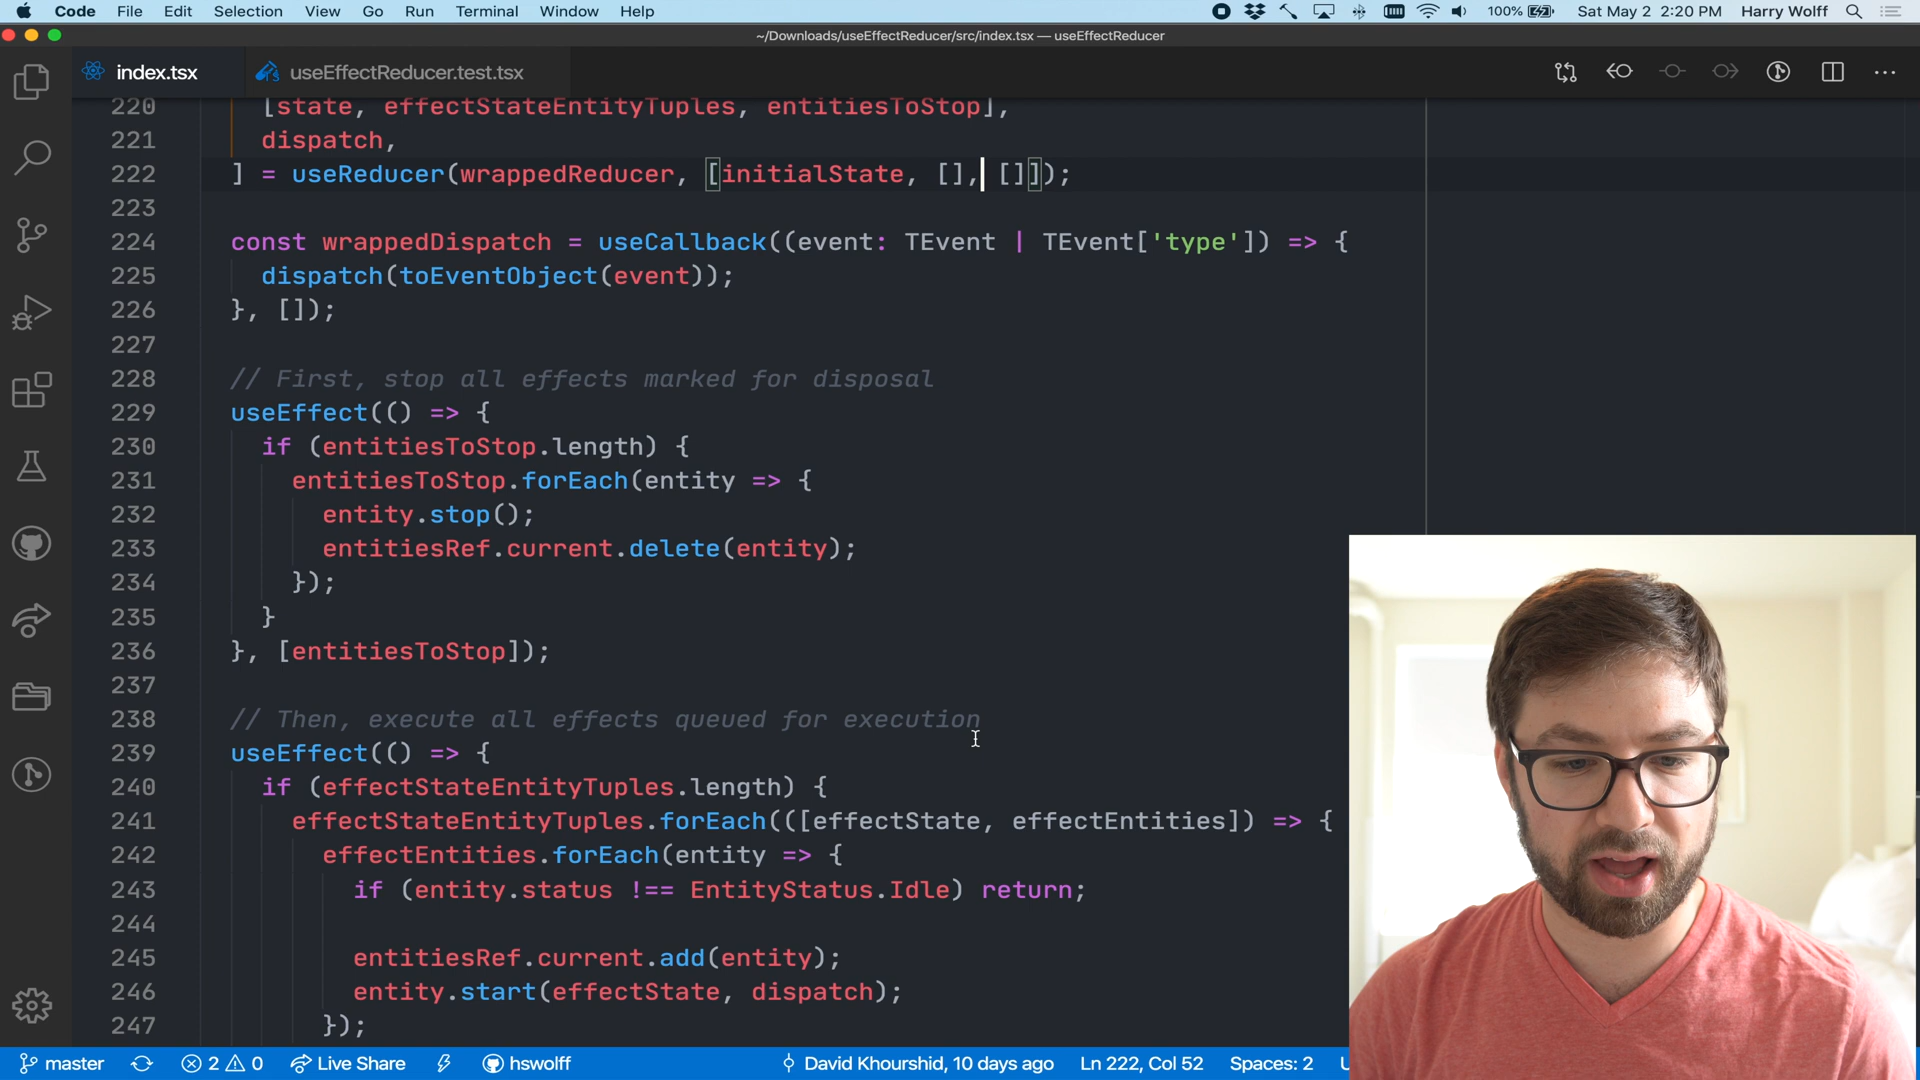 Code File Edit Selection View Go Run Terminal Window Help 100% Sat May 2 2:20 PM Harry Wolff
~/Downloads/useEffectReducer/src/index.tsx — useEffectReducer
index.tsx useEffectReducer.test.tsx
220 [state, effectStateEntityTuples, entitiesToStop],
221 dispatch,
222 ] = useReducer(wrappedReducer, [initialState, [], []]);
223
224 const wrappedDispatch = useCallback((event: TEvent | TEvent['type']) => {
225 dispatch(toEventObject(event));
226 }, []);
227
228 // First, stop all effects marked for disposal
229 useEffect(() => {
230 if (entitiesToStop.length) {
231 entitiesToStop.forEach(entity => {
232 entity.stop();
233 entitiesRef.current.delete(entity);
234 });
235 }
236 }, [entitiesToStop]);
237
238 // Then, execute all effects queued for execution
239 useEffect(() => {
240 if (effectStateEntityTuples.length) {
241 effectStateEntityTuples.forEach(([effectState, effectEntities]) => {
242 effectEntities.forEach(entity => {
243 if (entity.status !== EntityStatus.Idle) return;
244
245 entitiesRef.current.add(entity);
246 entity.start(effectState, dispatch);
247 });
master 2 0 Live Share hswolff David Khourshid, 10 days ago Ln 222, Col 52 Spaces: 2